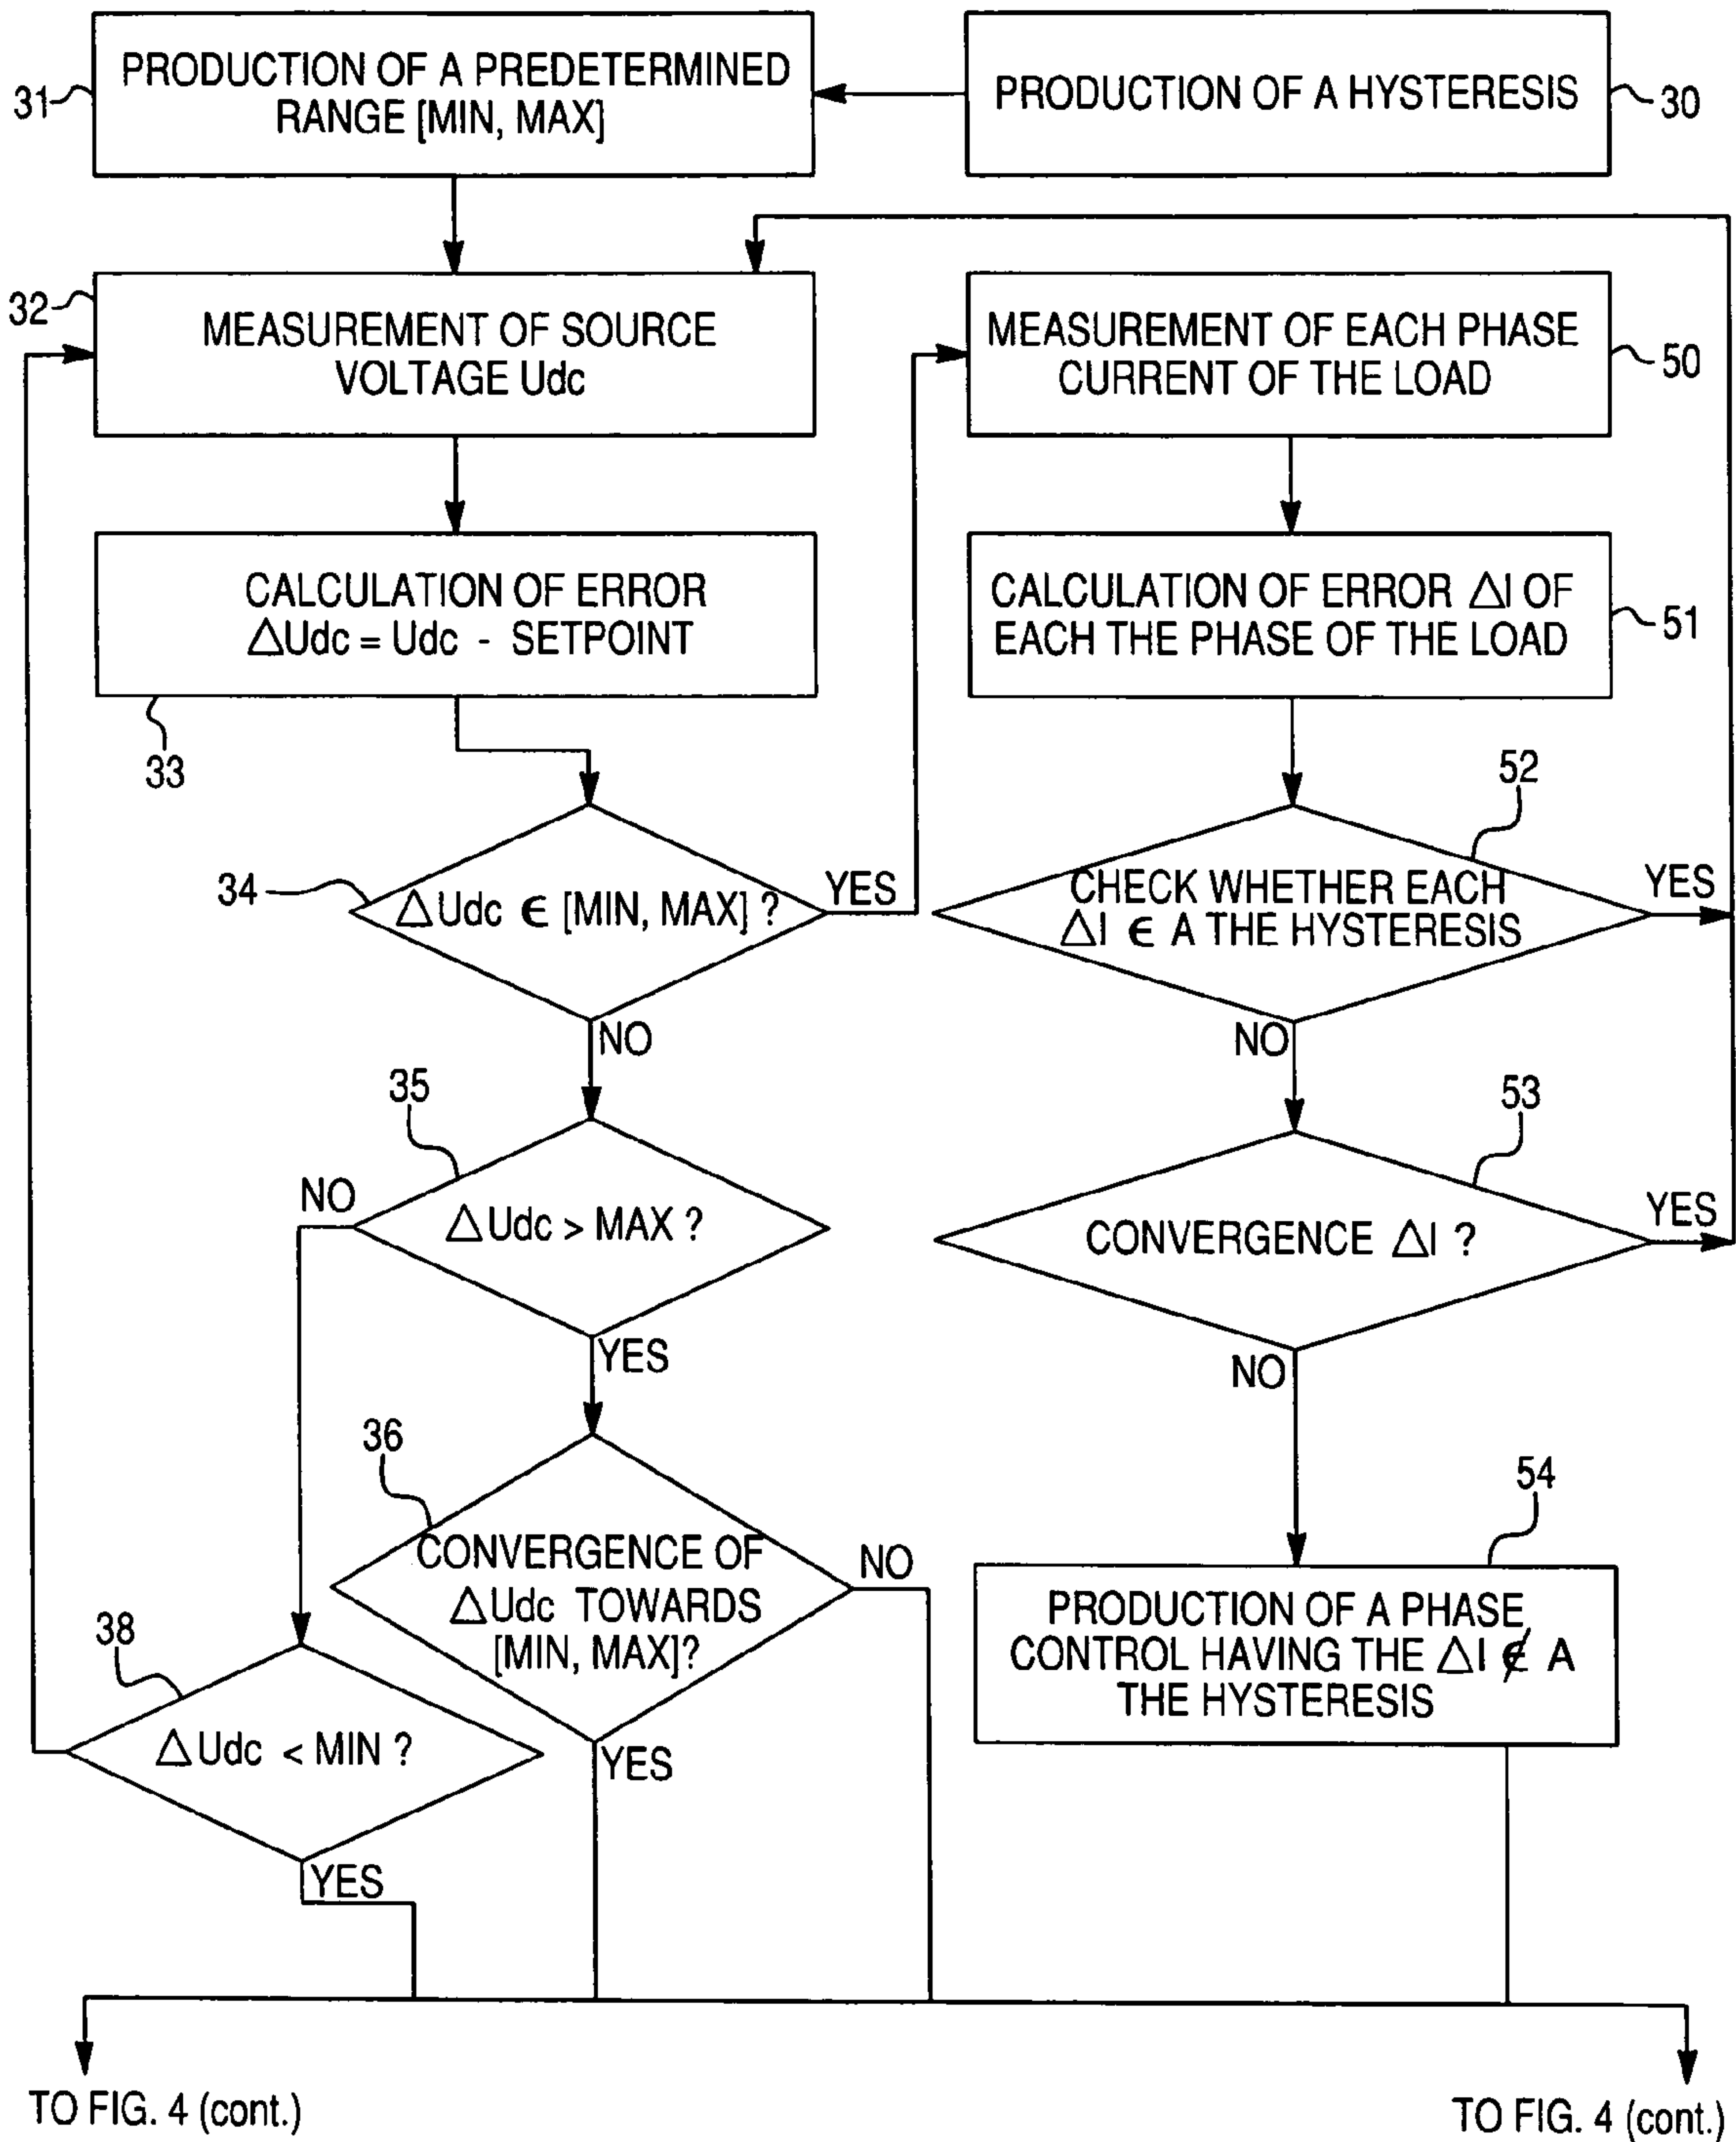 PRODUCTION OF A PREDETERMINED
RANGE [MIN, MAX]
31
PRODUCTION OF A HYSTERESIS
30
32
MEASUREMENT OF SOURCE
VOLTAGE Udc
MEASUREMENT OF EACH PHASE
CURRENT OF THE LOAD
50
CALCULATION OF ERROR
ΔUdc = Udc - SETPOINT
33
CALCULATION OF ERROR ΔI OF
EACH THE PHASE OF THE LOAD
51
34
ΔUdc ∈ [MIN, MAX] ?
YES
NO
52
CHECK WHETHER EACH
ΔI ∈ A THE HYSTERESIS
YES
NO
35
NO
ΔUdc > MAX ?
YES
53
CONVERGENCE ΔI ?
YES
NO
36
CONVERGENCE OF
ΔUdc TOWARDS
[MIN, MAX]?
NO
YES
54
PRODUCTION OF A PHASE
CONTROL HAVING THE ΔI ∉ A
THE HYSTERESIS
38
ΔUdc < MIN ?
YES
TO FIG. 4 (cont.)
TO FIG. 4 (cont.)